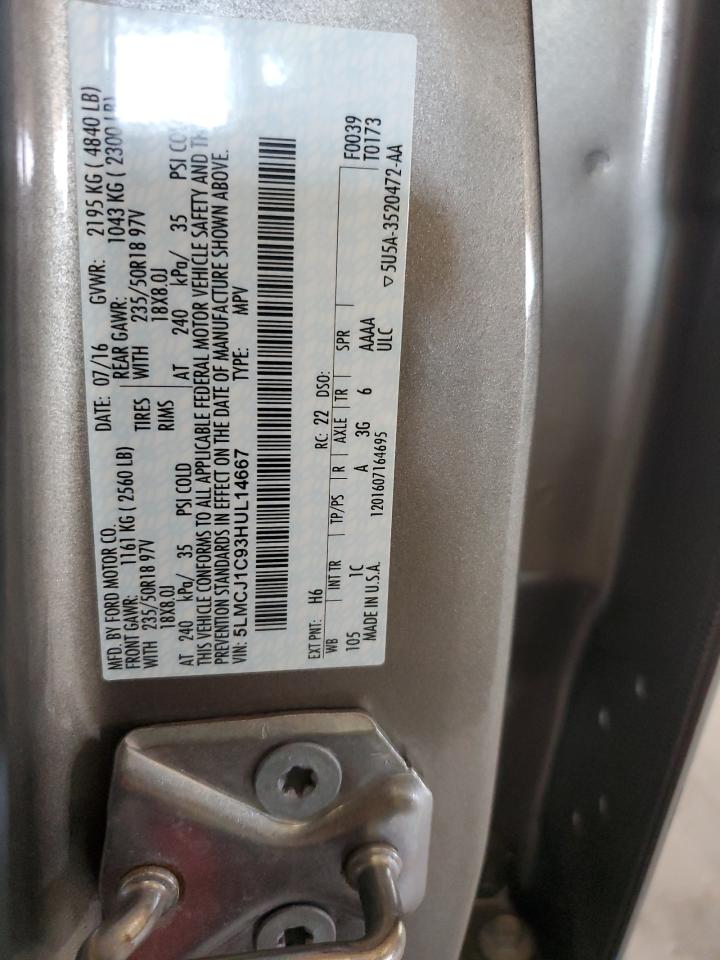 MFD. BY FORD MOTOR CO. DATE: 07/16 GVWR: 2195 KG ( 4840 LB)
FRONT GAWR: 1161 KG ( 2560 LB) REAR GAWR: 1043 KG ( 2300 LB)
WITH 235/50R18 97V TIRES WITH 235/50R18 97V
18X8.0J RIMS 18X8.0J
AT 240 kPa/ 35 PSI COLD AT 240 kPa/ 35 PSI
THIS VEHICLE CONFORMS TO ALL APPLICABLE FEDERAL MOTOR VEHICLE SAFETY AND
PREVENTION STANDARDS IN EFFECT ON THE DATE OF MANUFACTURE SHOWN ABOVE.
VIN: 5LMCJ1C93HUL14667 TYPE: MPV
EXT PNT: H6 RC: 22 DSO: F0039
WB INT TR TP/PS R AXLE TR SPR T0173
105 1C A 3G 6 AAAA
MADE IN U.S.A. 1201607164695 ULC ▽5U5A-3520472-AA